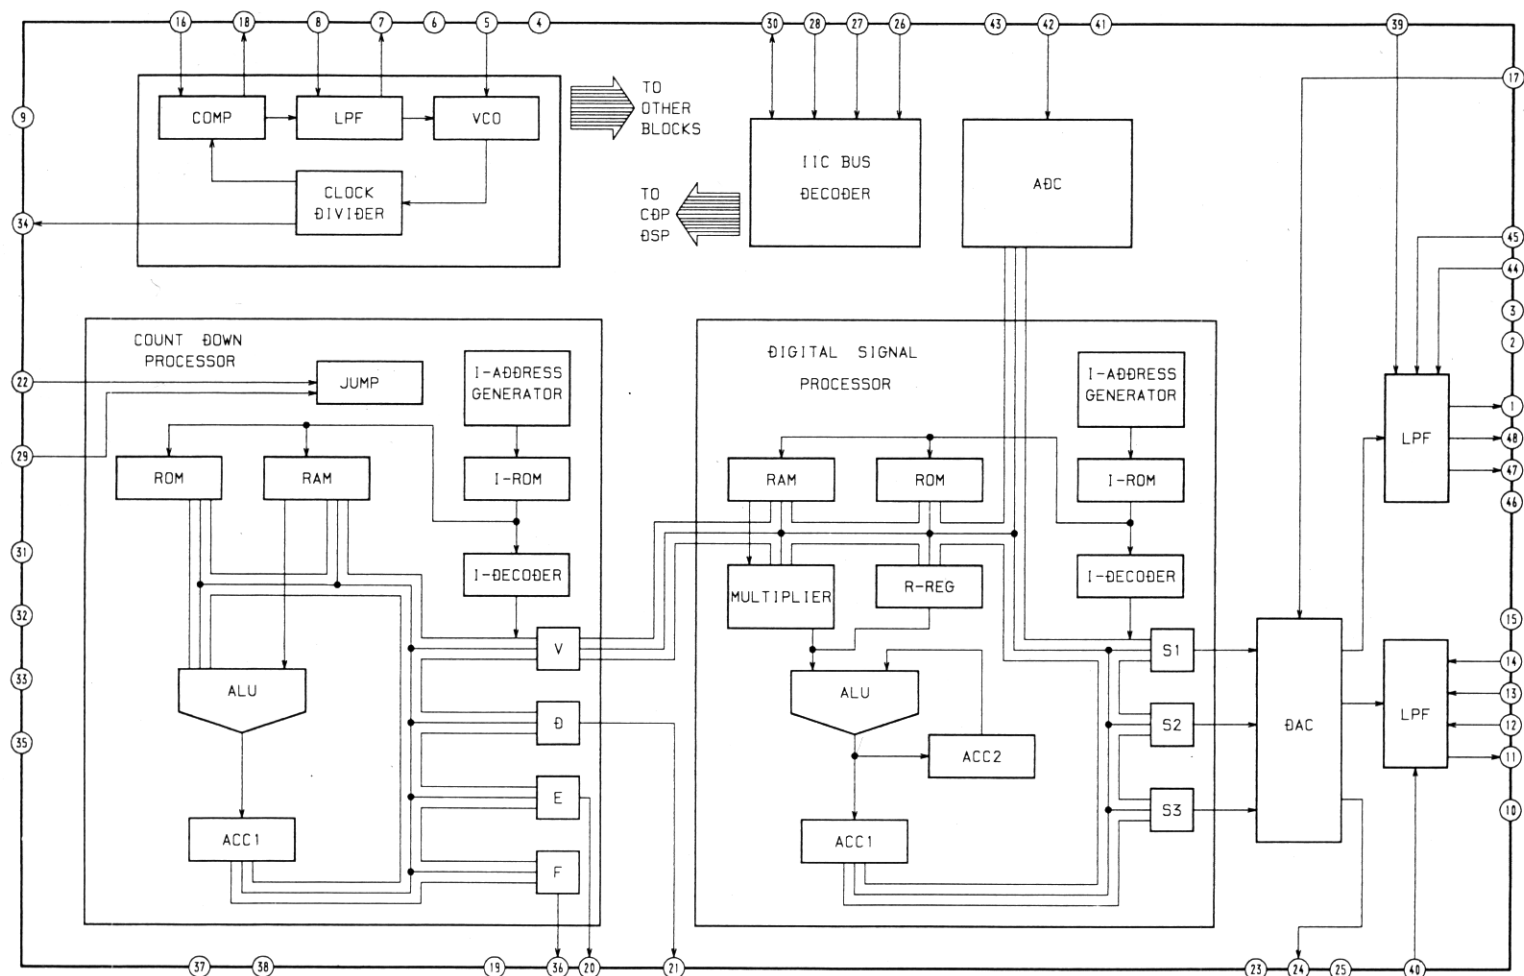 16 18 8 7 6 5 4 30 28 27 26 43 42 41 39
17
9
COMP LPF VCO
TO
OTHER
BLOCKS
CLOCK
DIVIDER
34
IIC BUS
DECODER
TO
CDP
DSP
ADC
45
44
3
2
COUNT DOWN
PROCESSOR
22
JUMP
I-ADDRESS
GENERATOR
29
ROM RAM I-ROM
31
I-DECODER
32
33
35
ALU
ACC1
V
D
E
F
DIGITAL SIGNAL
PROCESSOR
I-ADDRESS
GENERATOR
RAM ROM I-ROM
MULTIPLIER R-REG I-DECODER
ALU
ACC2
ACC1
S1
S2
S3
DAC
LPF
1
48
47
46
15
LPF
14
13
12
11
10
37 38 19 36 20 21 23 24 25 40